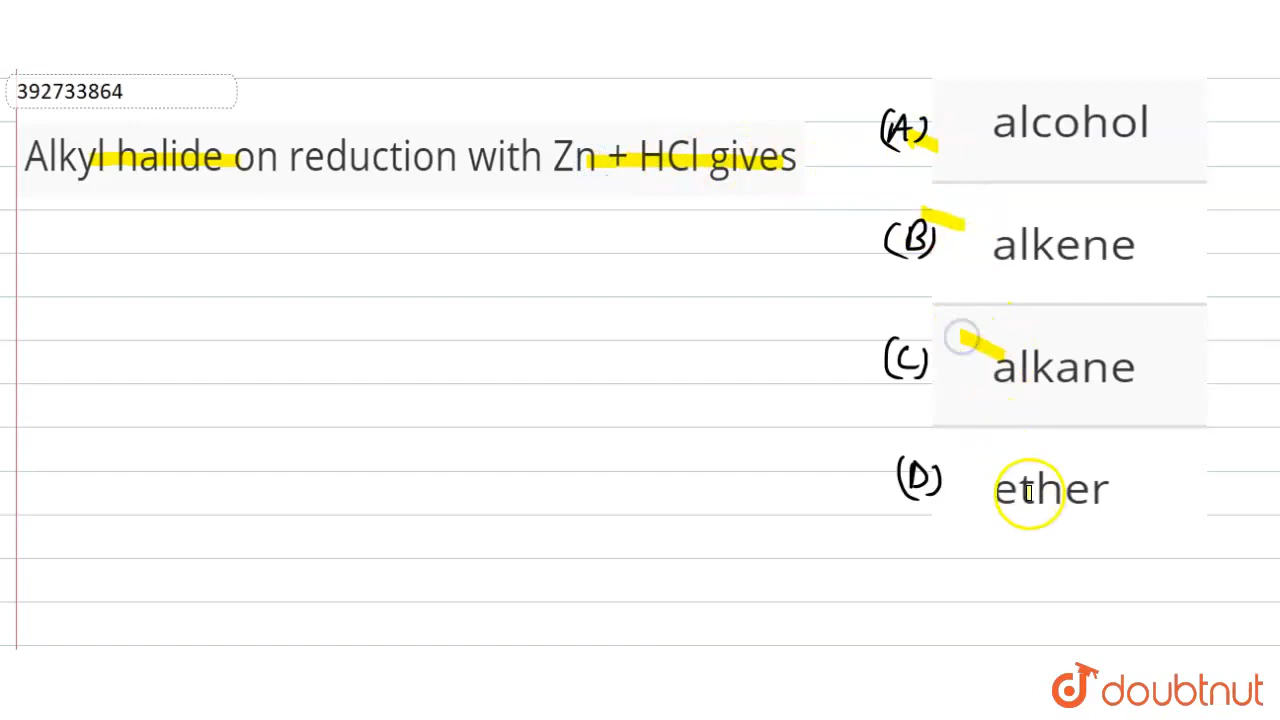 392733864
Alkyl halide on reduction with Zn + HCl gives
(A) alcohol
(B) alkene
(C) alkane
(D) ether
doubtnut